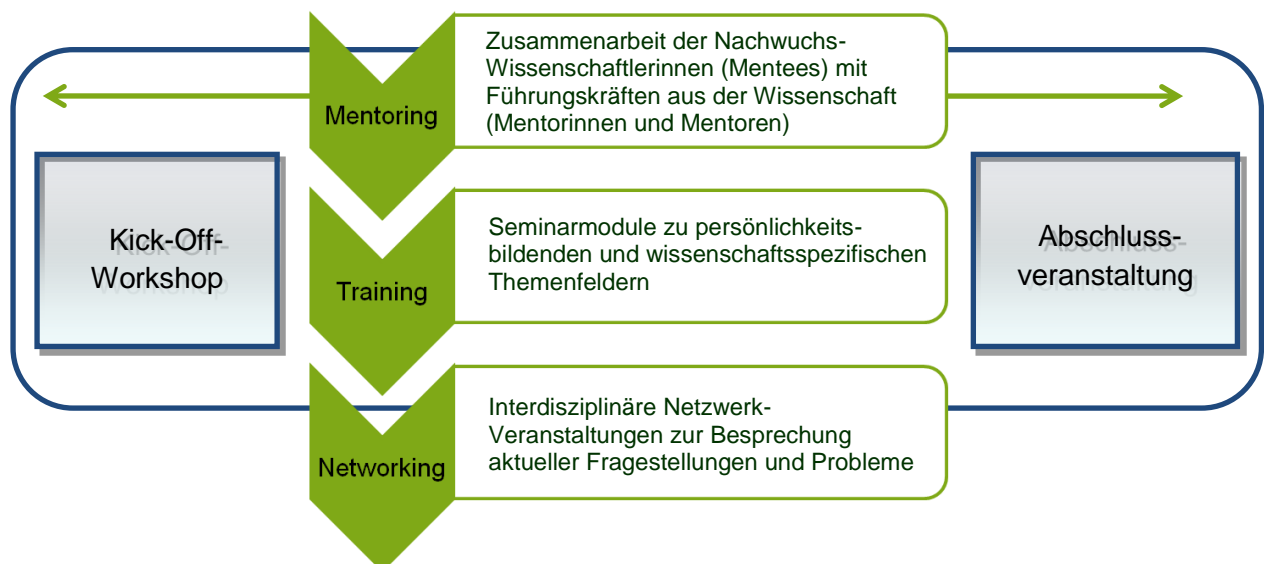 Mentoring
Zusammenarbeit der Nachwuchs-
Wissenschaftlerinnen (Mentees) mit
Führungskräften aus der Wissenschaft
(Mentorinnen und Mentoren)
Kick-Off-
Workshop
Training
Seminarmodule zu persönlichkeits-
bildenden und wissenschaftsspezifischen
Themenfeldern
Abschluss-
veranstaltung
Networking
Interdisziplinäre Netzwerk-
Veranstaltungen zur Besprechung
aktueller Fragestellungen und Probleme